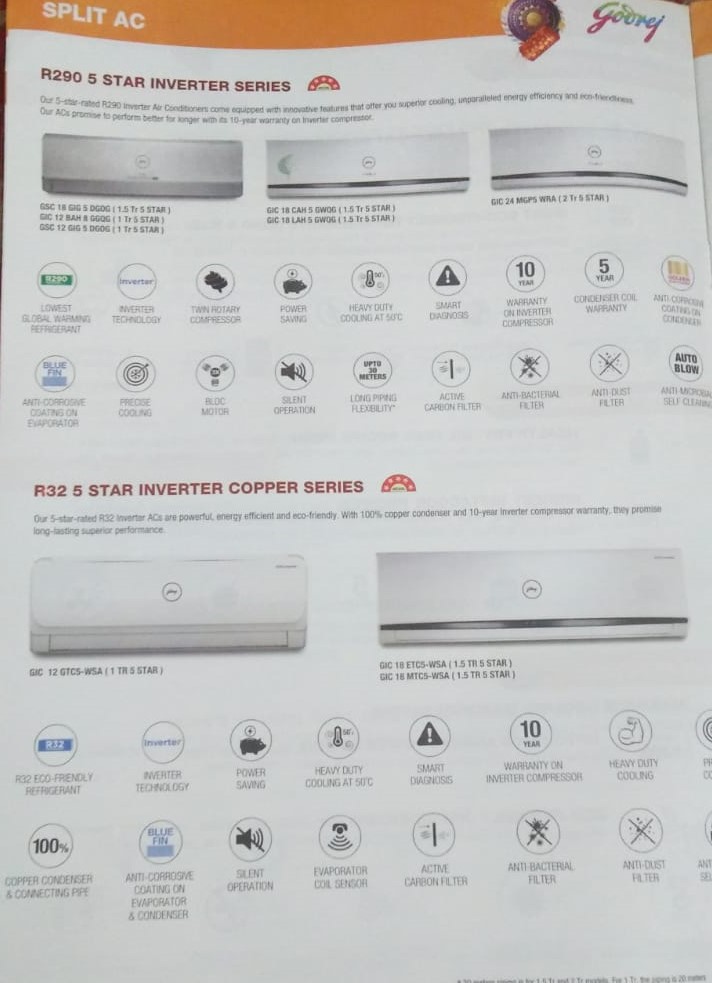 SPLIT AC
Godrej
R290 5 STAR INVERTER SERIES
Our 5-star-rated R290 Inverter Air Conditioners come equipped with innovative features that offer you superior cooling, unparalleled energy efficiency and eco-friendliness.
Our ACs promise to perform better for longer with its 10-year warranty on Inverter compressor.
GSC 18 GIG 5 DGOG ( 1.5 Tr 5 STAR )
GIC 12 BAH 8 GGQG ( 1 Tr 5 STAR )
GSC 12 GIG 5 DGOG ( 1 Tr 5 STAR )
GIC 18 CAH 5 GWQG ( 1.5 Tr 5 STAR )
GIC 18 LAH 5 GWQG ( 1.5 Tr 5 STAR )
GIC 24 MGP5 WRA ( 2 Tr 5 STAR )
R290
LOWEST
GLOBAL WARMING
REFRIGERANT
Inverter
INVERTER
TECHNOLOGY
TWIN ROTARY
COMPRESSOR
POWER
SAVING
50°c
HEAVY DUTY
COOLING AT 50°C
SMART
DIAGNOSIS
10
YEAR
WARRANTY
ON INVERTER
COMPRESSOR
5
YEAR
CONDENSER COIL
WARRANTY
ANTI-CORROSIVE
COATING ON
CONDENSER
BLUE
FIN
ANTI-CORROSIVE
COATING ON
EVAPORATOR
PRECISE
COOLING
BLDC
MOTOR
SILENT
OPERATION
UPTO
30
METERS
LONG PIPING
FLEXIBILITY*
ACTIVE
CARBON FILTER
ANTI-BACTERIAL
FILTER
ANTI-DUST
FILTER
AUTO
BLOW
ANTI-MICROBIA
SELF CLEANIN
R32 5 STAR INVERTER COPPER SERIES
Our 5-star-rated R32 Inverter ACs are powerful, energy efficient and eco-friendly. With 100% copper condenser and 10-year Inverter compressor warranty, they promise
long-lasting superior performance.
GIC 12 GTC5-WSA ( 1 TR 5 STAR )
GIC 18 ETC5-WSA ( 1.5 TR 5 STAR )
GIC 18 MTC5-WSA ( 1.5 TR 5 STAR )
R32
R32 ECO-FRIENDLY
REFRIGERANT
Inverter
INVERTER
TECHNOLOGY
POWER
SAVING
50°c
HEAVY DUTY
COOLING AT 50°C
SMART
DIAGNOSIS
10
YEAR
WARRANTY ON
INVERTER COMPRESSOR
HEAVY DUTY
COOLING
PR
CO
100%
COPPER CONDENSER
& CONNECTING PIPE
BLUE
FIN
ANTI-CORROSIVE
COATING ON
EVAPORATOR
& CONDENSER
SILENT
OPERATION
EVAPORATOR
COIL SENSOR
ACTIVE
CARBON FILTER
ANTI-BACTERIAL
FILTER
ANTI-DUST
FILTER
ANT
SEL
for 1.5 Tr and 2 Tr models. For 1 Tr, the piping is 20 meters